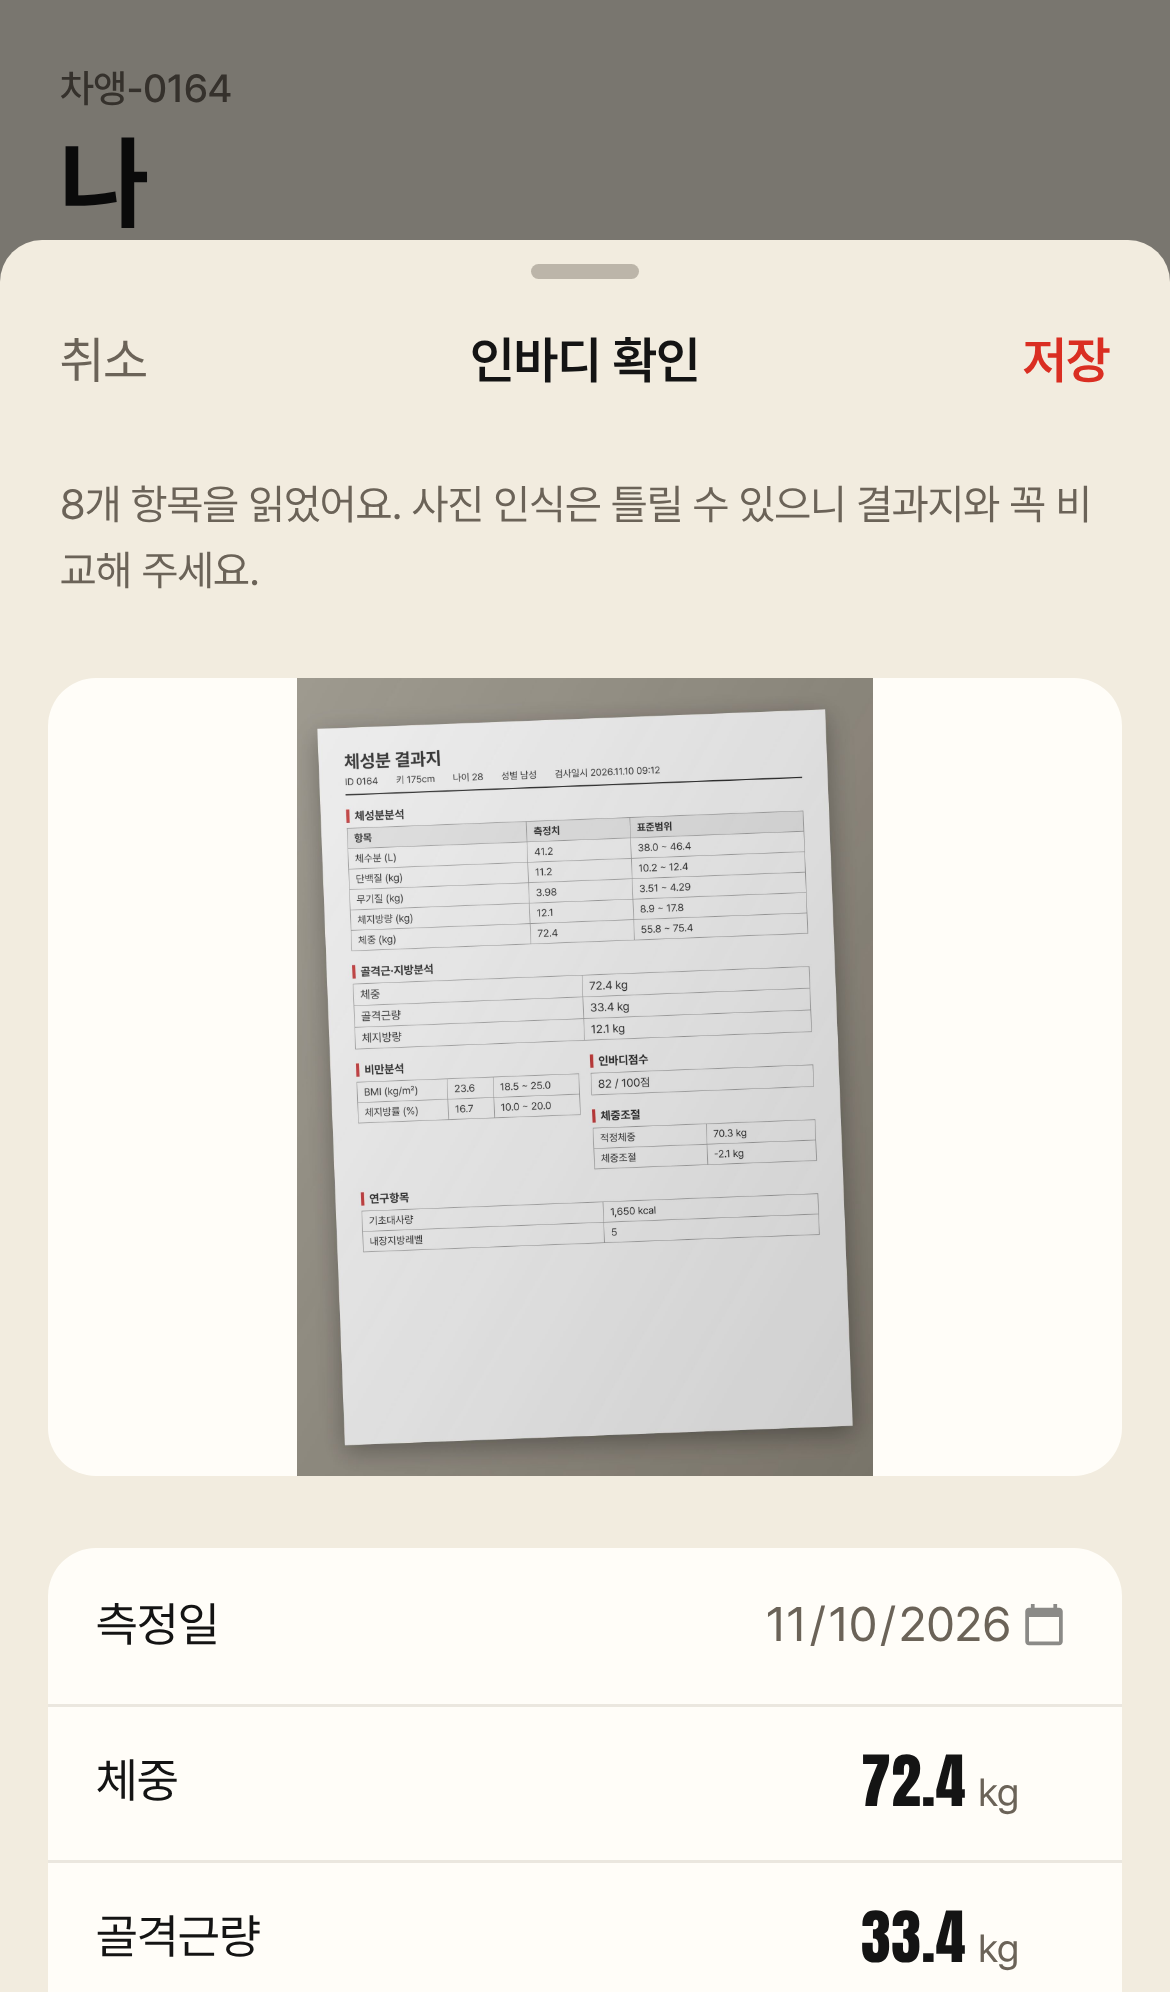 차앵-0164
나
취소
인바디 확인
저장
8개 항목을 읽었어요. 사진 인식은 틀릴 수 있으니 결과지와 꼭 비
교해 주세요.
체성분 결과지
ID 0164 키 175cm 나이 28 성별 남성 검사일시 2026.11.10 09:12
체성분분석
항목 측정치 표준범위
체수분 (L) 41.2 38.0 ~ 46.4
단백질 (kg) 11.2 10.2 ~ 12.4
무기질 (kg) 3.98 3.51 ~ 4.29
체지방량 (kg) 12.1 8.9 ~ 17.8
체중 (kg) 72.4 55.8 ~ 75.4
골격근·지방분석
체중 72.4 kg
골격근량 33.4 kg
체지방량 12.1 kg
비만분석
BMI (kg/m²) 23.6 18.5 ~ 25.0
체지방률 (%) 16.7 10.0 ~ 20.0
인바디점수
82 / 100점
체중조절
적정체중 70.3 kg
체중조절 -2.1 kg
연구항목
기초대사량 1,650 kcal
내장지방레벨 5
측정일 11/10/2026
체중 72.4 kg
골격근량 33.4 kg